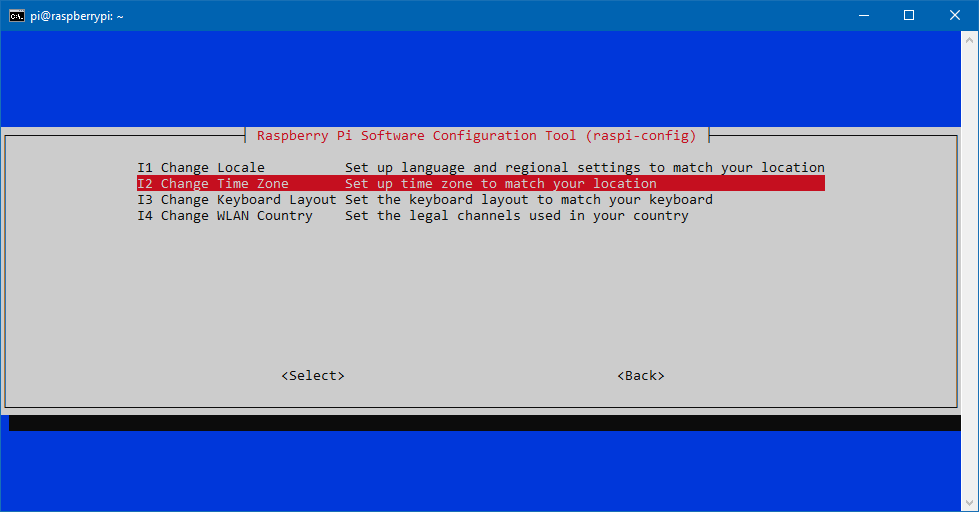 pi@raspberrypi: ~
Raspberry Pi Software Configuration Tool (raspi-config)
I1 Change Locale Set up language and regional settings to match your location
I2 Change Time Zone Set up time zone to match your location
I3 Change Keyboard Layout Set the keyboard layout to match your keyboard
I4 Change WLAN Country Set the legal channels used in your country
<Select> <Back>